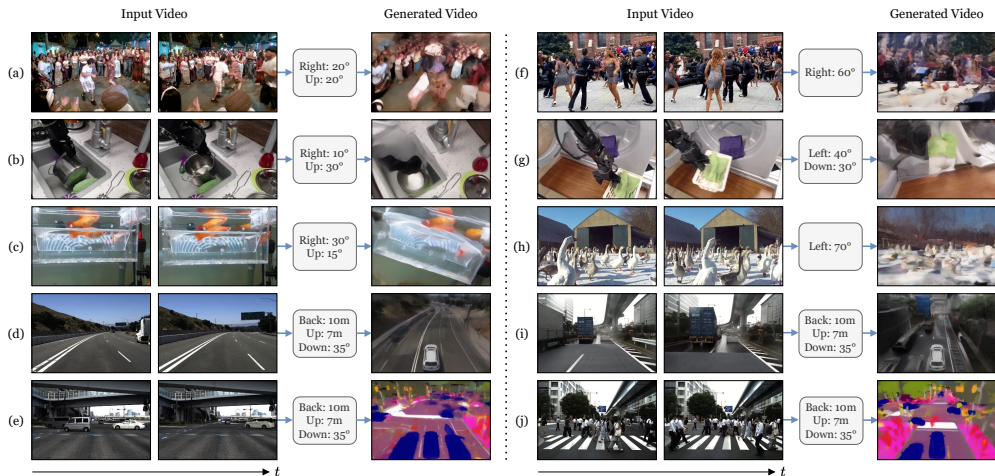 Input Video
Generated Video
Input Video
Generated Video
(a)
Right: 20°
Up: 20°
(f)
Right: 60°
(b)
Right: 10°
Up: 30°
(g)
Left: 40°
Down: 30°
(c)
Right: 30°
Up: 15°
(h)
Left: 70°
(d)
Back: 10m
Up: 7m
Down: 35°
(i)
Back: 10m
Up: 7m
Down: 35°
(e)
Back: 10m
Up: 7m
Down: 35°
(j)
Back: 10m
Up: 7m
Down: 35°
t
t